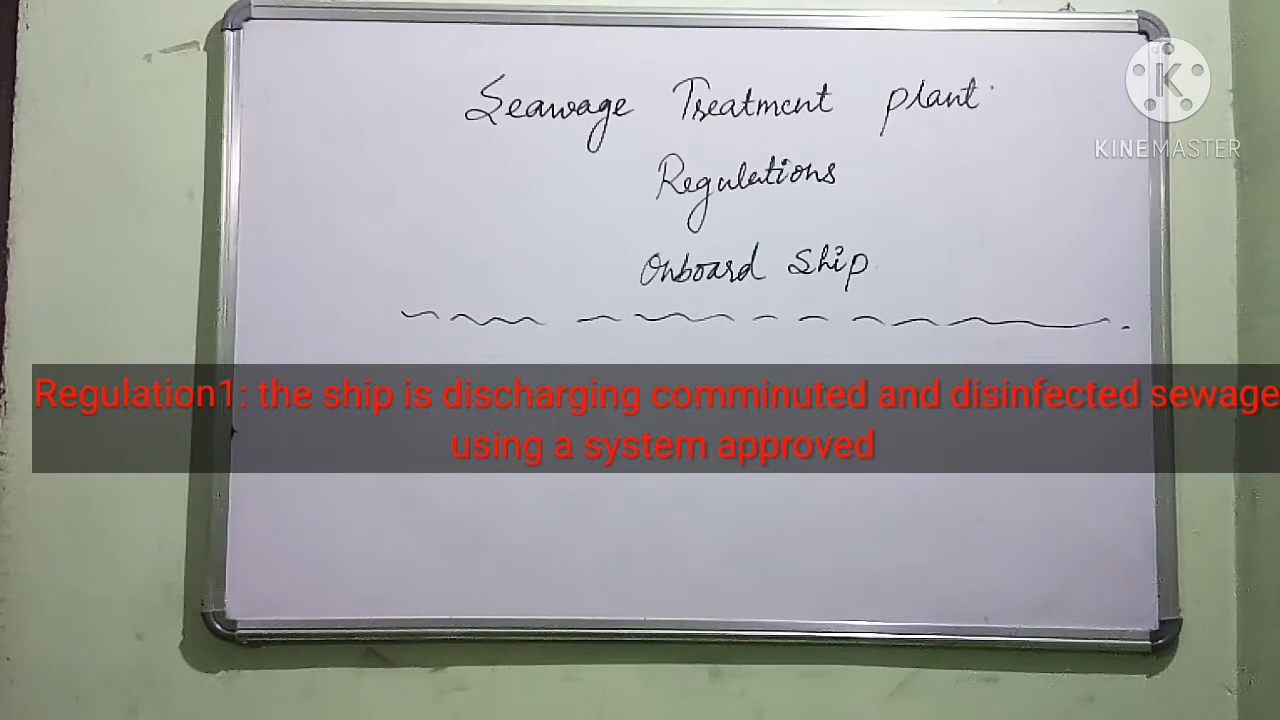 Seawage Treatment plant
Regulations
Onboard Ship
K
KINEMASTER
Regulation1: the ship is discharging comminuted and disinfected sewage
using a system approved